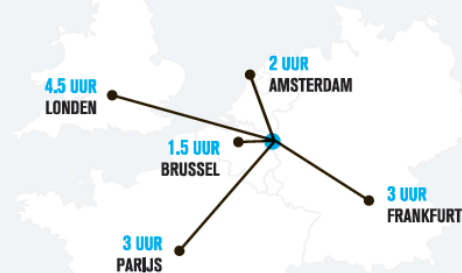 2 UUR
AMSTERDAM
4.5 UUR
LONDEN
1.5 UUR
BRUSSEL
3 UUR
FRANKFURT
3 UUR
PARIJS